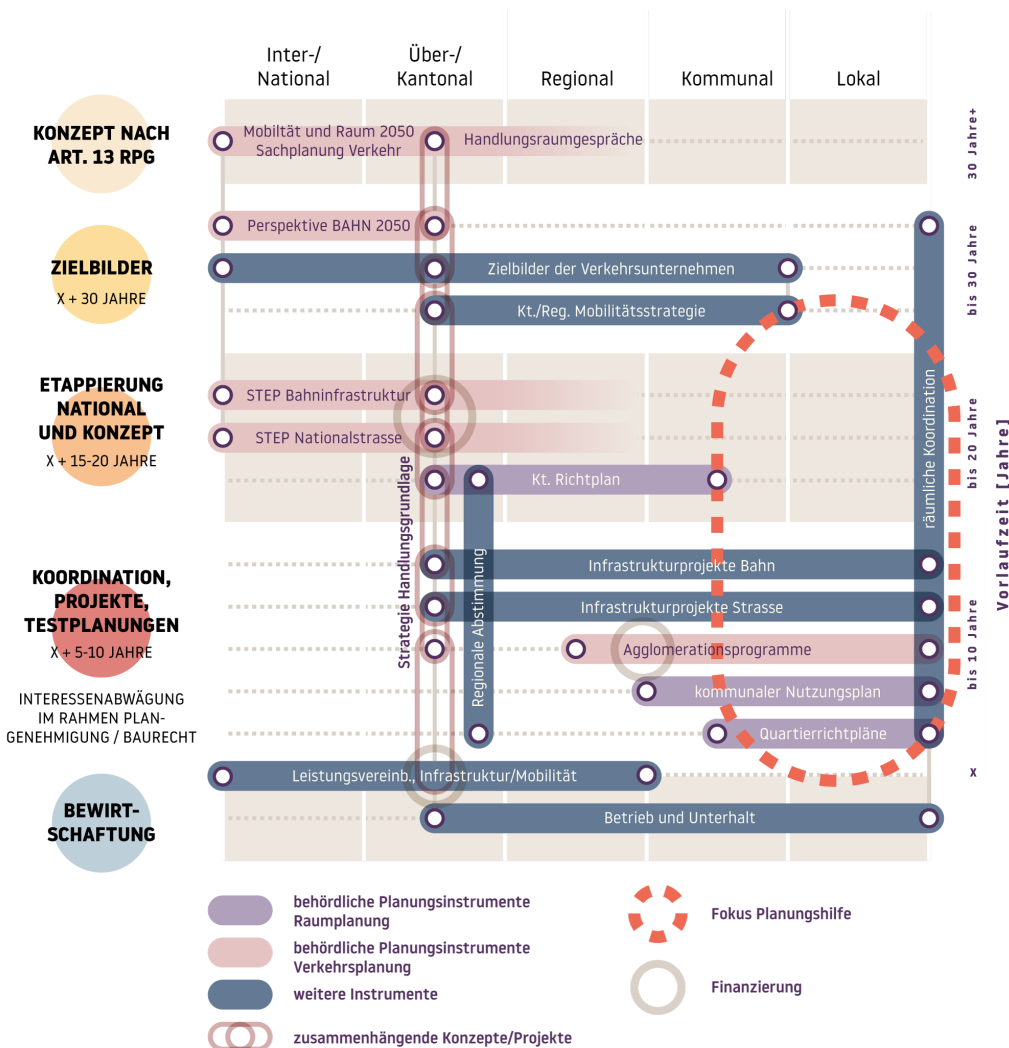 Inter-/
National
Über-/
Kantonal
Regional
Kommunal
Lokal
KONZEPT NACH
ART. 13 RPG
Mobiltät und Raum 2050
Sachplanung Verkehr
Handlungsraumgespräche
30 Jahre+
ZIELBILDER
X + 30 JAHRE
Perspektive BAHN 2050
Zielbilder der Verkehrsunternehmen
Kt./Reg. Mobilitätsstrategie
bis 30 Jahre
ETAPPIERUNG
NATIONAL
UND KONZEPT
X + 15-20 JAHRE
STEP Bahninfrastruktur
STEP Nationalstrasse
Kt. Richtplan
räumliche Koordination
bis 20 Jahre
Vorlaufzeit [Jahre]
Strategie Handlungsgrundlage
Regionale Abstimmung
KOORDINATION,
PROJEKTE,
TESTPLANUNGEN
X + 5-10 JAHRE
INTERESSENABWÄGUNG
IM RAHMEN PLAN-
GENEHMIGUNG / BAURECHT
Infrastrukturprojekte Bahn
Infrastrukturprojekte Strasse
Agglomerationsprogramme
kommunaler Nutzungsplan
Quartierrichtpläne
bis 10 Jahre
BEWIRT-
SCHAFTUNG
Leistungsvereinb., Infrastruktur/Mobilität
X
Betrieb und Unterhalt
behördliche Planungsinstrumente
Raumplanung
behördliche Planungsinstrumente
Verkehrsplanung
weitere Instrumente
zusammenhängende Konzepte/Projekte
Fokus Planungshilfe
Finanzierung